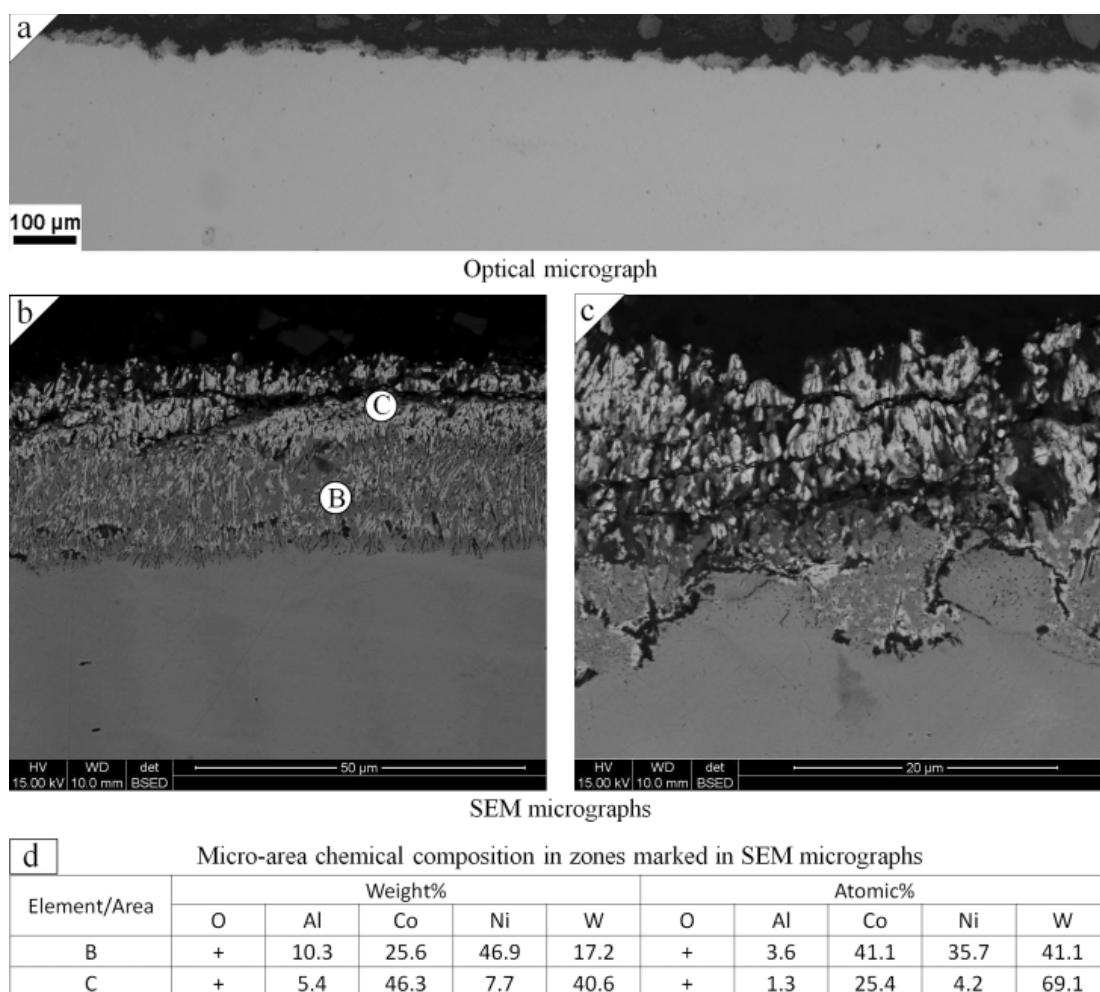 a
100 µm
Optical micrograph
b
C
B
HV WD det
15.00 kV 10.0 mm BSED 50 µm
c
HV WD det
15.00 kV 10.0 mm BSED 20 µm
SEM micrographs
d Micro-area chemical composition in zones marked in SEM micrographs
Element/Area Weight% Atomic%
O Al Co Ni W O Al Co Ni W
B + 10.3 25.6 46.9 17.2 + 3.6 41.1 35.7 41.1
C + 5.4 46.3 7.7 40.6 + 1.3 25.4 4.2 69.1